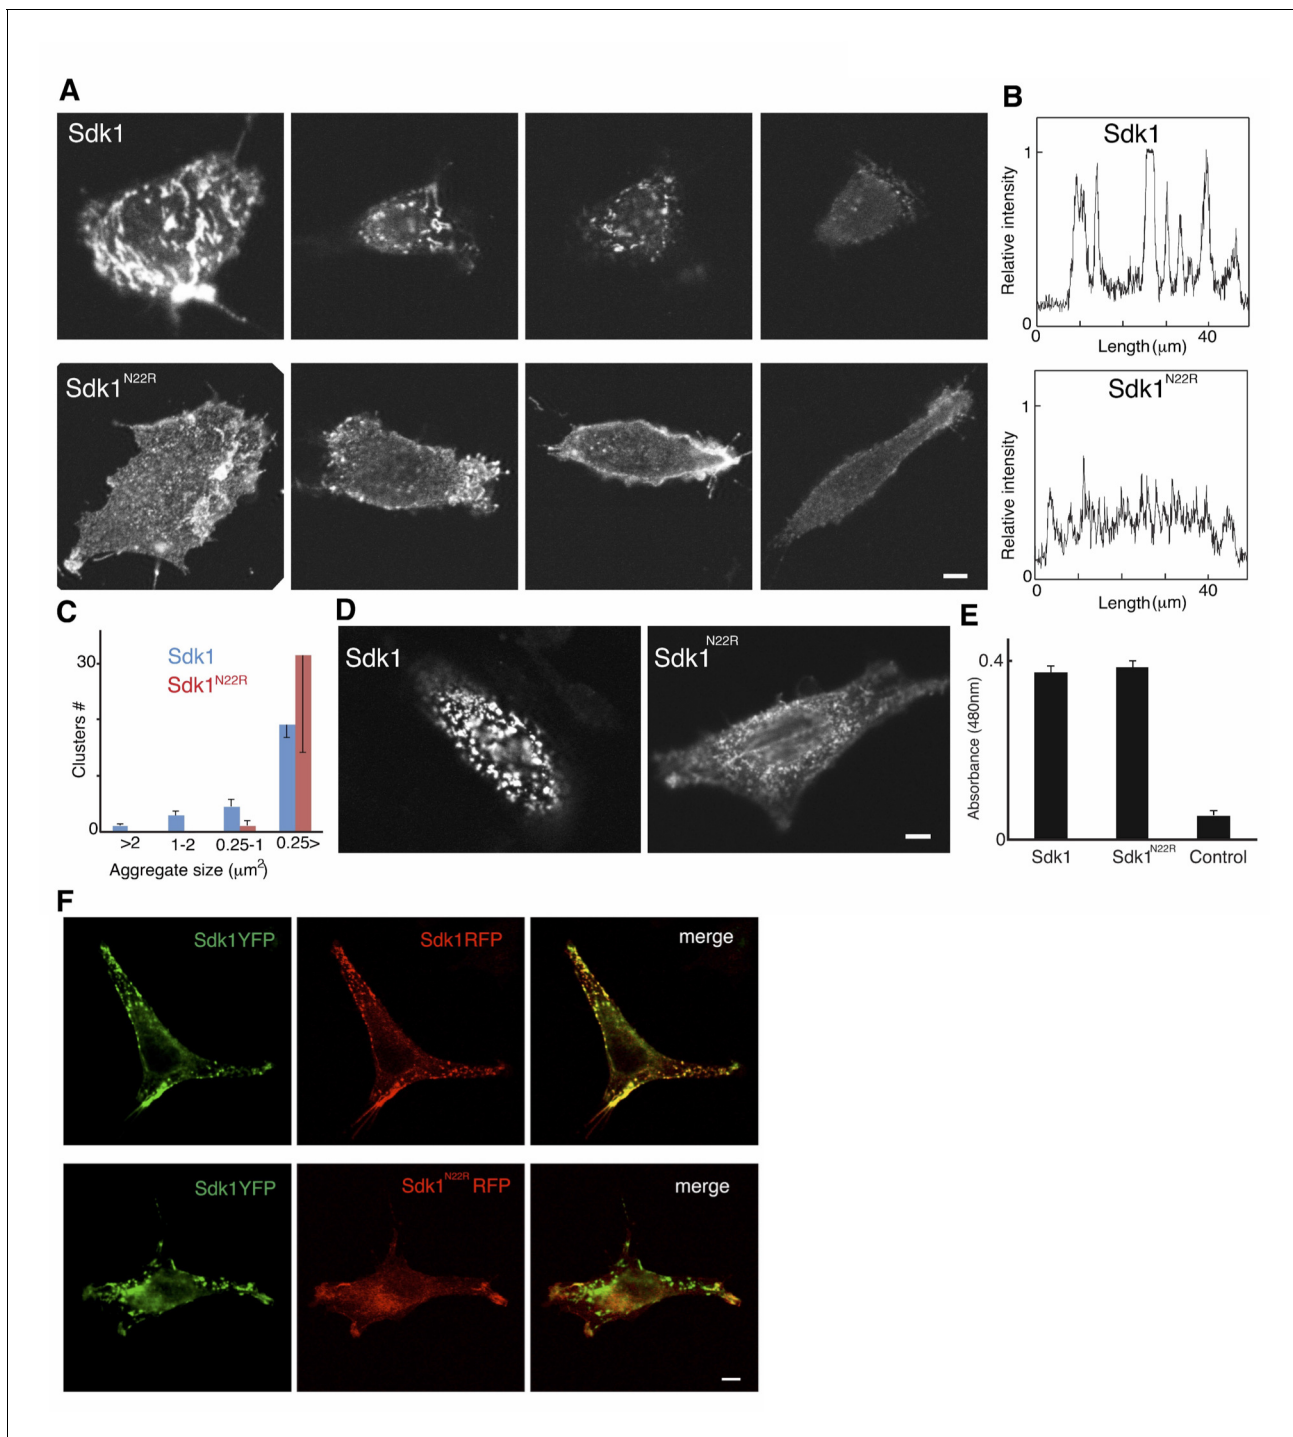 A
Sdk1
Sdk1N22R
B
Sdk1
1
Relative intensity
0
0
40
Length (μm)
Sdk1N22R
1
Relative intensity
0
0
40
Length (μm)
C
30
Sdk1
Sdk1N22R
Clusters #
0
>2
1-2
0.25-1
0.25>
Aggregate size (μm2)
D
Sdk1
Sdk1N22R
E
0.4
Absorbance (480nm)
0
Sdk1
Sdk1N22R
Control
F
Sdk1YFP
Sdk1RFP
merge
Sdk1YFP
Sdk1N22R RFP
merge